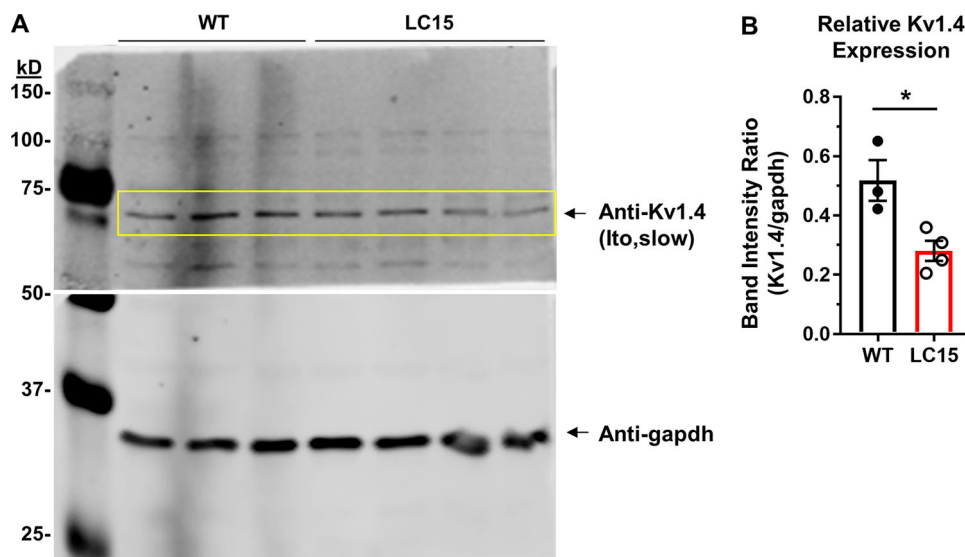 A
WT
LC15
kD
150-
100-
75-
50-
37-
25-
Anti-Kv1.4
(Ito,slow)
Anti-gapdh
B
Relative Kv1.4
Expression
*
Band Intensity Ratio
(Kv1.4/gapdh)
0.8
0.6
0.4
0.2
0.0
WT
LC15